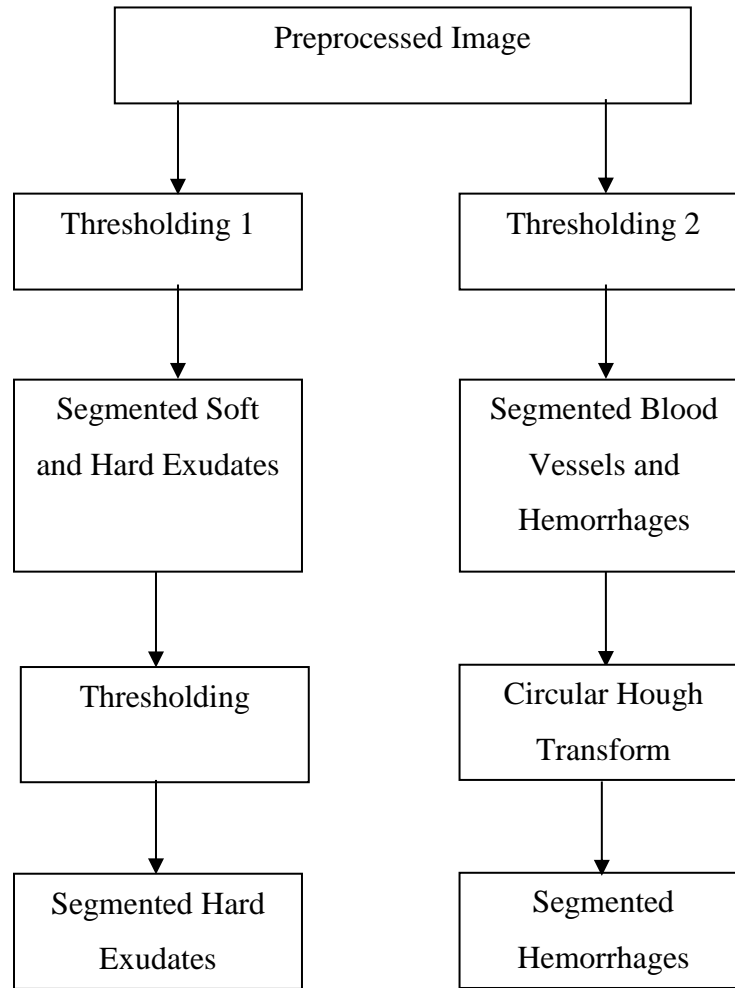 Preprocessed Image
Thresholding 1
Thresholding 2
Segmented Soft
and Hard Exudates
Segmented Blood
Vessels and
Hemorrhages
Thresholding
Circular Hough
Transform
Segmented Hard
Exudates
Segmented
Hemorrhages